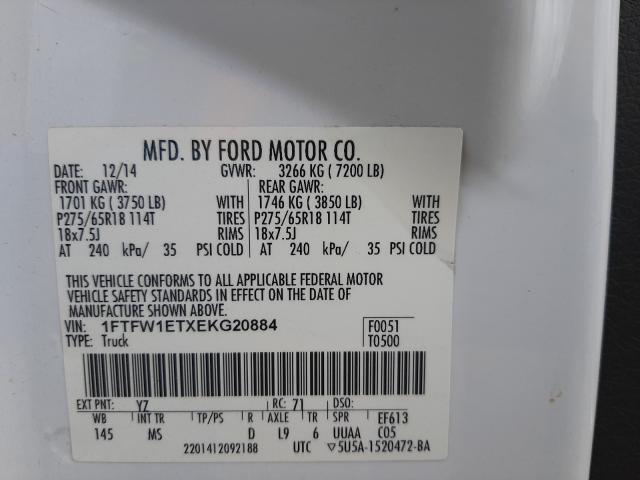 MFD. BY FORD MOTOR CO.
DATE: 12/14 GVWR: 3266 KG ( 7200 LB)
FRONT GAWR: REAR GAWR:
1701 KG ( 3750 LB) WITH 1746 KG ( 3850 LB) WITH
P275/65R18 114T TIRES P275/65R18 114T TIRES
18x7.5J RIMS 18x7.5J RIMS
AT 240 kPa/ 35 PSI COLD AT 240 kPa/ 35 PSI COLD
THIS VEHICLE CONFORMS TO ALL APPLICABLE FEDERAL MOTOR
VEHICLE SAFETY STANDARDS IN EFFECT ON THE DATE OF
MANUFACTURE SHOWN ABOVE.
VIN: 1FTFW1ETXEKG20884 F0051
TYPE: Truck T0500
EXT PNT: YZ RC: 71 DSO:
WB INT TR TP/PS R AXLE TR SPR EF613
145 MS D L9 6 UUAA C05
2201412092188 UTC ▽5U5A-1520472-BA